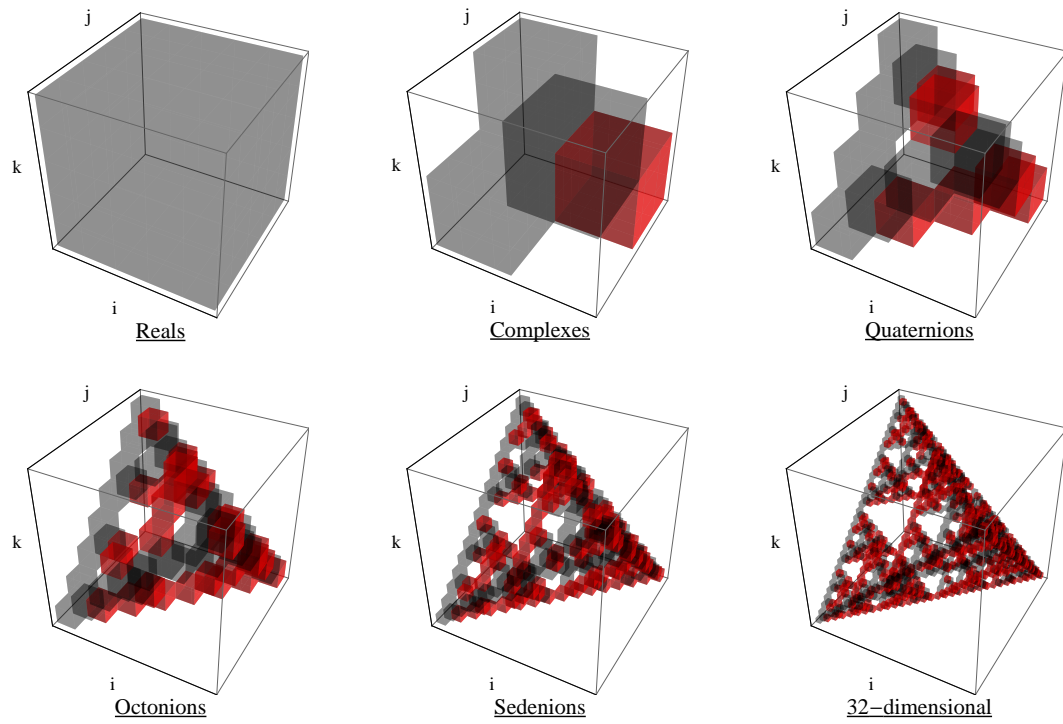 j
k
i
Reals
j
k
i
Complexes
j
k
i
Quaternions
j
k
i
Octonions
j
k
i
Sedenions
j
k
i
32−dimensional